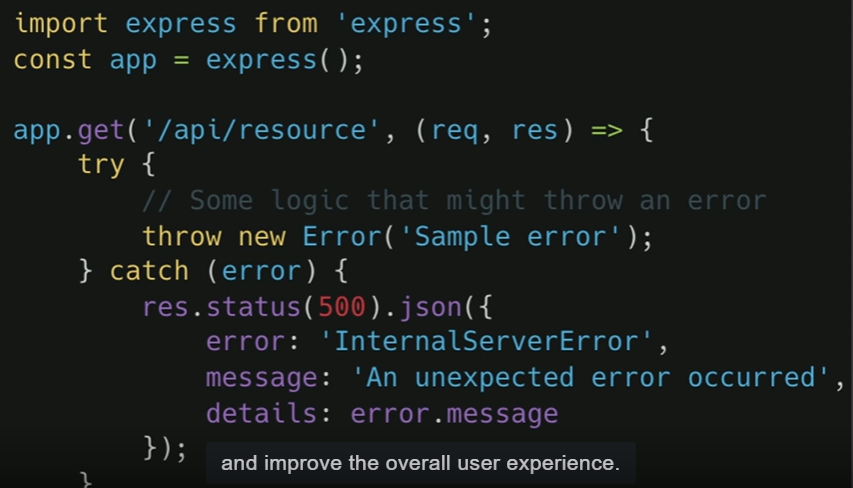 import express from 'express';
const app = express();
app.get('/api/resource', (req, res) => {
try {
// Some logic that might throw an error
throw new Error('Sample error');
} catch (error) {
res.status(500).json({
error: 'InternalServerError',
message: 'An unexpected error occurred',
details: error.message
});
and improve the overall user experience.
}